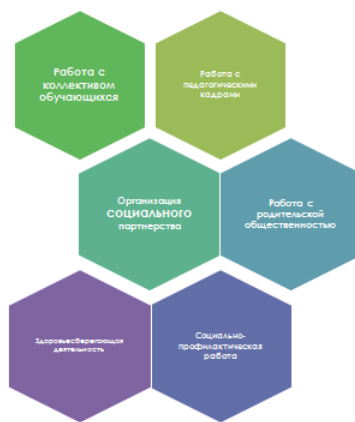 Работа с
коллективом
обучающихся
Работа с
педагогическими
кадрами
Организация
социального
партнерства
Работа с
родительской
общественностью
Здоровьесберегающая
деятельность
Социально-
профилактическая
работа